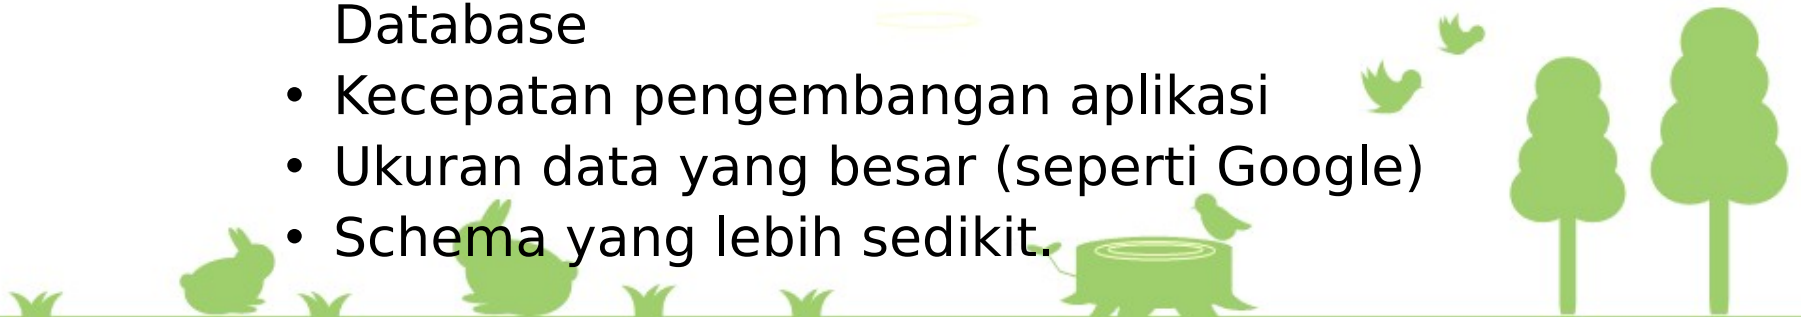 Database
• Kecepatan pengembangan aplikasi
• Ukuran data yang besar (seperti Google)
• Schema yang lebih sedikit.